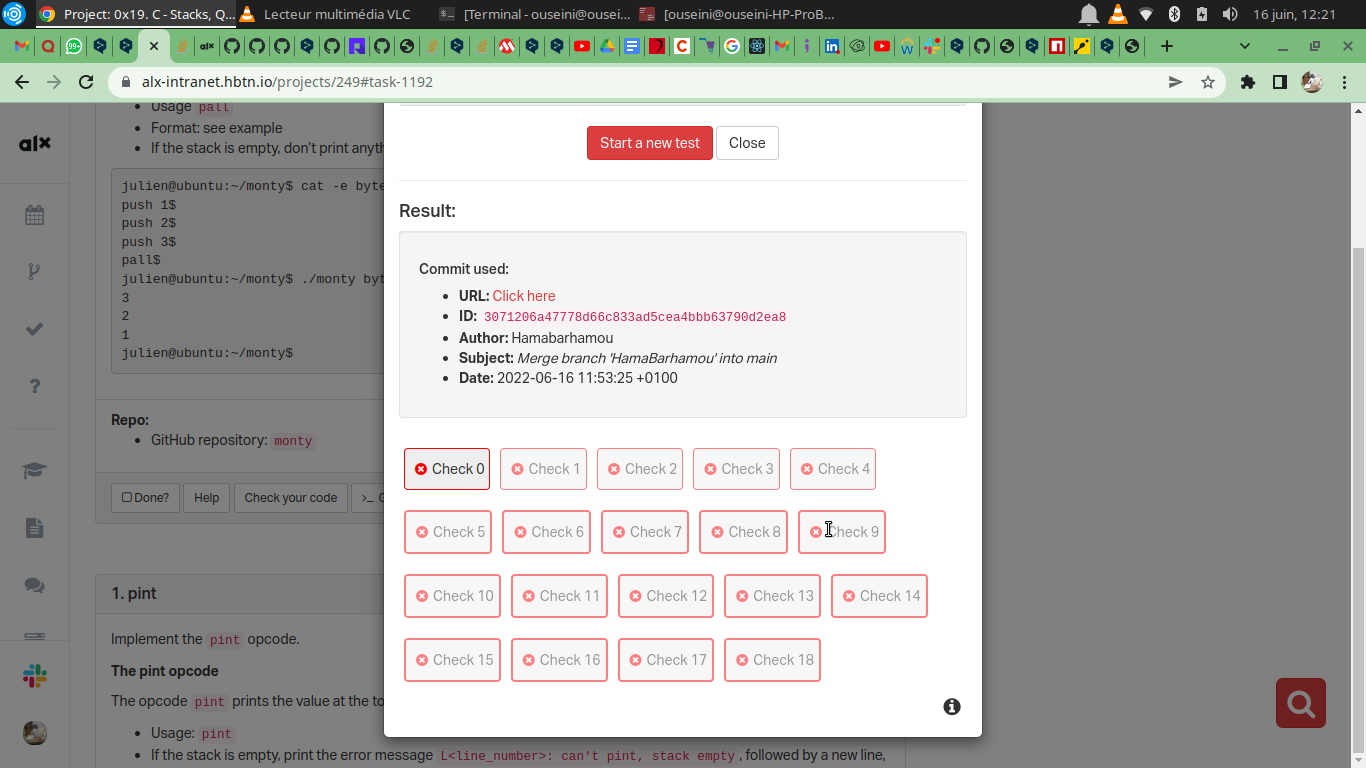 Project: 0x19. C - Stacks, Q...
Lecteur multimédia VLC
[Terminal - ouseini@ousei...
[ouseini@ouseini-HP-ProB...
16 juin, 12:21
99+
alx
alx-intranet.hbtn.io/projects/249#task-1192
alx
Usage pall
Format: see example
If the stack is empty, don't print anyth
julien@ubuntu:~/monty$ cat -e byte
push 1$
push 2$
push 3$
pall$
julien@ubuntu:~/monty$ ./monty byt
3
2
1
julien@ubuntu:~/monty$
Repo:
GitHub repository: monty
Done?
Help
Check your code
>_
1. pint
Implement the pint opcode.
The pint opcode
The opcode pint prints the value at the to
Usage: pint
If the stack is empty, print the error message L<line_number>: can't pint, stack empty , followed by a new line,
Start a new test
Close
Result:
Commit used:
URL: Click here
ID: 3071206a47778d66c833ad5cea4bbb63790d2ea8
Author: Hamabarhamou
Subject: Merge branch 'HamaBarhamou' into main
Date: 2022-06-16 11:53:25 +0100
Check 0
Check 1
Check 2
Check 3
Check 4
Check 5
Check 6
Check 7
Check 8
Check 9
Check 10
Check 11
Check 12
Check 13
Check 14
Check 15
Check 16
Check 17
Check 18